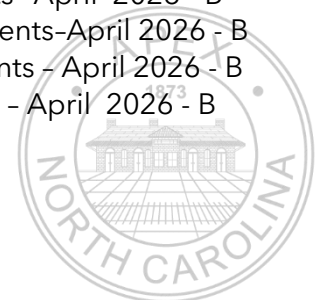 April 2026 - B
ents–April 2026 - B
nts – April 2026 - B
– April  2026 - B
APEX
1873
NORTH CAROLINA